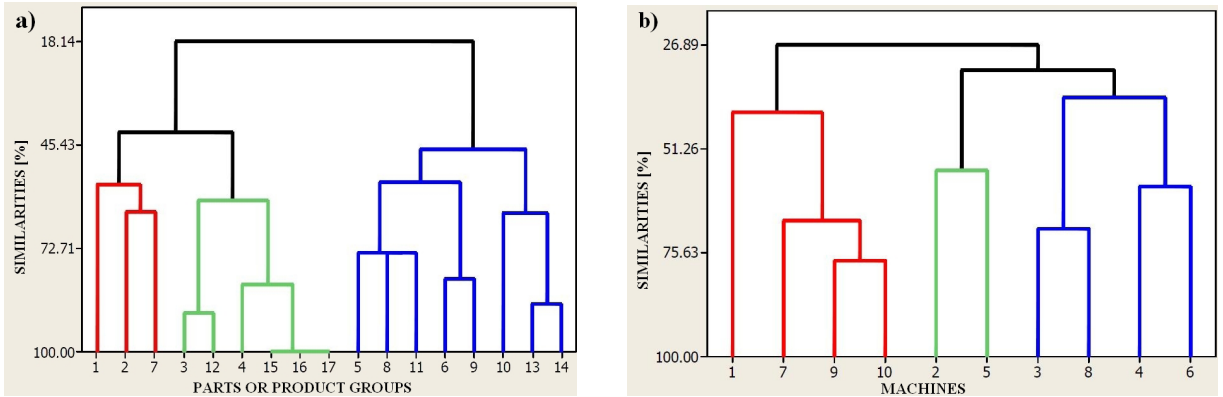 a)
18.14
45.43
72.71
100.00
SIMILARITIES [%]
1 2 7 3 12 4 15 16 17 5 8 11 6 9 10 13 14
PARTS OR PRODUCT GROUPS
b)
26.89
51.26
75.63
100.00
SIMILARITIES [%]
1 7 9 10 2 5 3 8 4 6
MACHINES